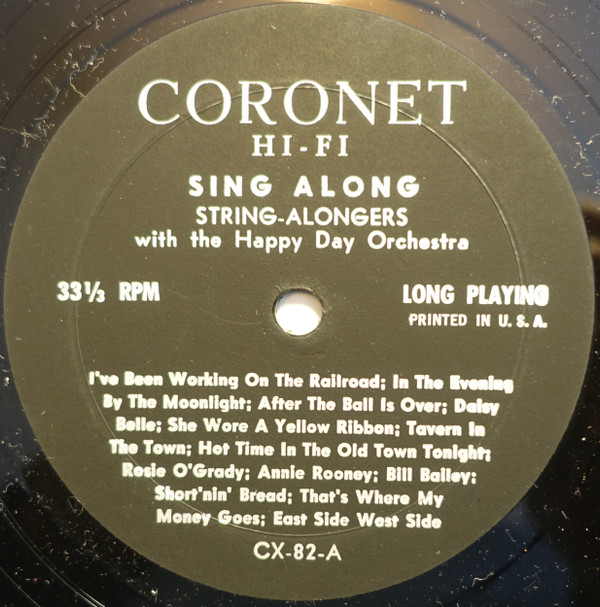 CORONET
HI-FI
SING ALONG
STRING-ALONGERS
with the Happy Day Orchestra
33⅓ RPM
LONG PLAYING
PRINTED IN U. S. A.
I've Been Working On The Railroad; In The Evening
By The Moonlight; After The Ball Is Over; Daisy
Belle; She Wore A Yellow Ribbon; Tavern In
The Town; Hot Time In The Old Town Tonight;
Rosie O'Grady; Annie Rooney; Bill Bailey;
Short'nin' Bread; That's Where My
Money Goes; East Side West Side
CX-82-A